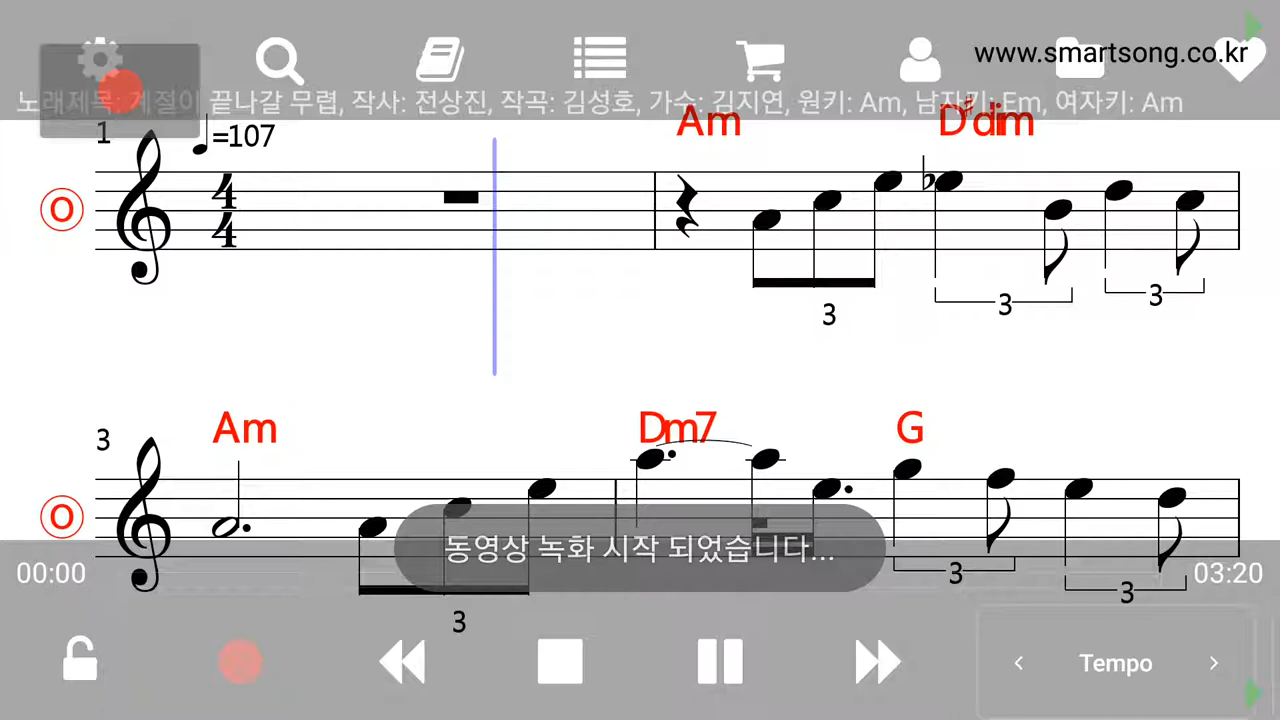 www.smartsong.co.kr
노래제목: 계절이 끝나갈 무렵, 작사: 전상진, 작곡: 김성호, 가수: 김지연, 원키: Am, 남자키: Em, 여자키: Am
1 =107 Am D#dim
4
4
O
3 3 3
3 Am Dm7 G
O
동영상 녹화 시작 되었습니다...
00:00 03:20
3 3 3
< Tempo >